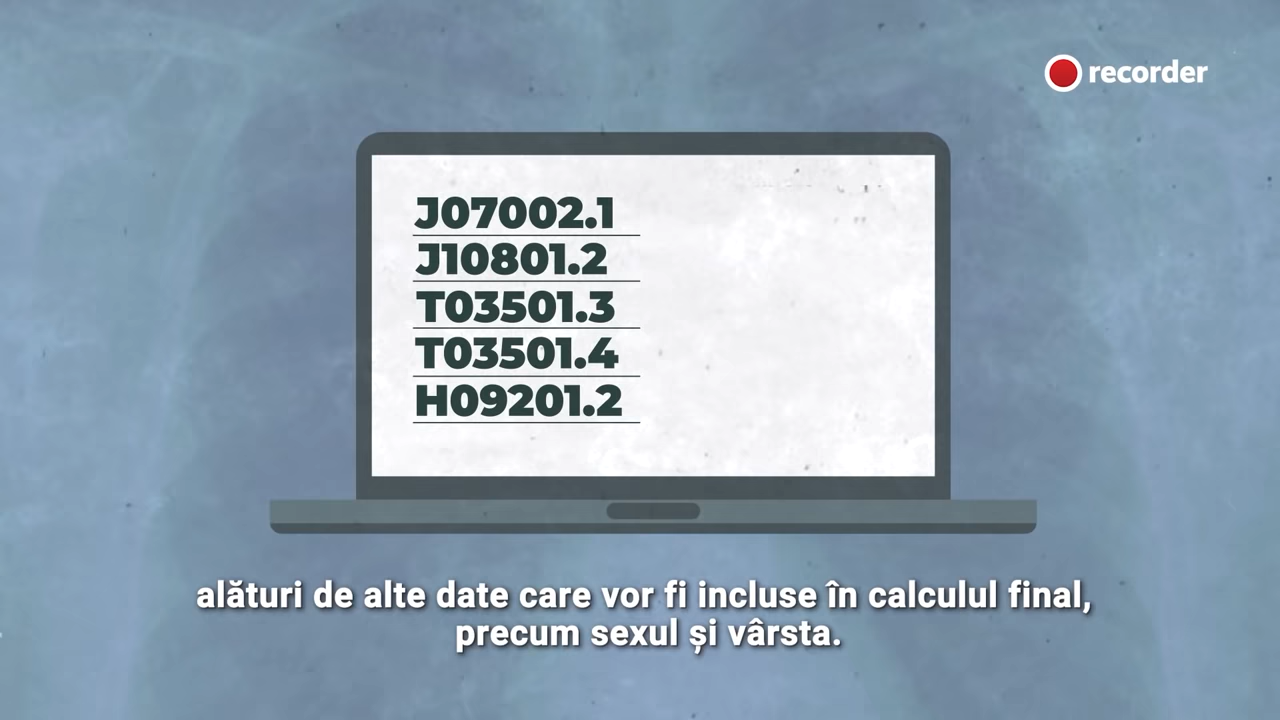 recorder
J07002.1
J10801.2
T03501.3
T03501.4
H09201.2
alături de alte date care vor fi incluse în calculul final,
precum sexul și vârsta.